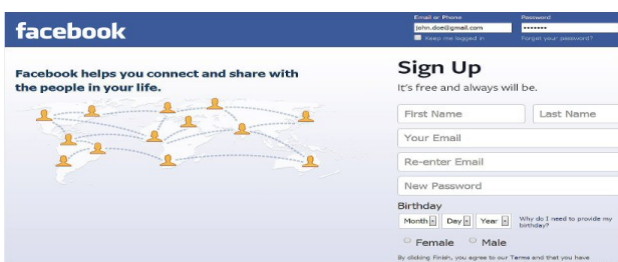 facebook
Email or Phone
Password
john.doe@gmail.com
•••••••
Keep me logged in
Forgot your password?
Facebook helps you connect and share with
the people in your life.
Sign Up
It's free and always will be.
First Name
Last Name
Your Email
Re-enter Email
New Password
Birthday
Month
Day
Year
Why do I need to provide my
birthday?
Female
Male
By clicking Finish, you agree to our Terms and that you have